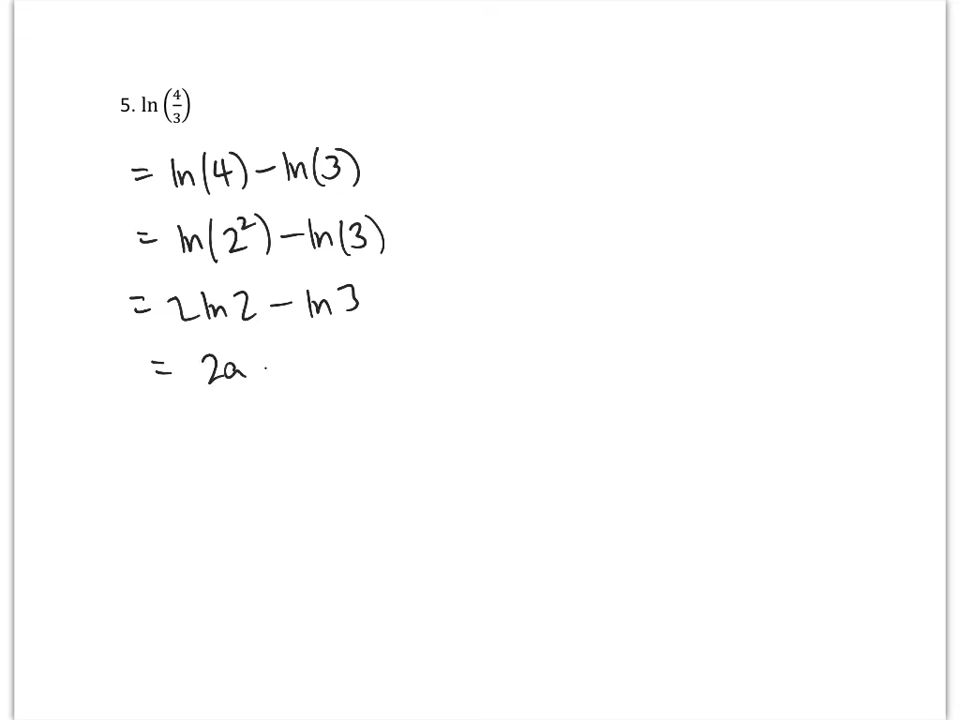 5. ln (4/3)
= ln(4) − ln(3)
= ln(2²) − ln(3)
= 2ln2 − ln3
= 2a